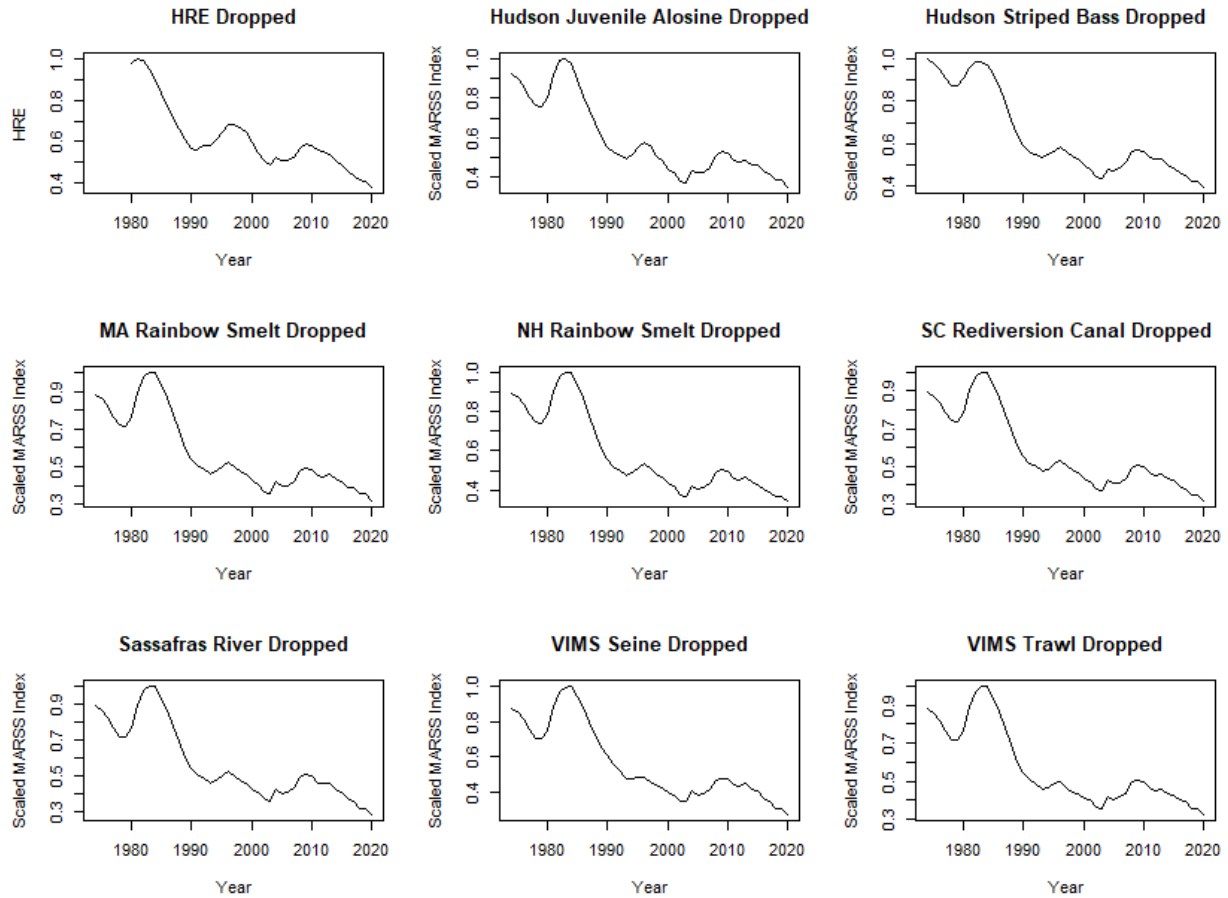 HRE Dropped
HRE
1.0
0.8
0.6
0.4
1980 1990 2000 2010 2020
Year
Hudson Juvenile Alosine Dropped
Scaled MARSS Index
1.0
0.8
0.6
0.4
1980 1990 2000 2010 2020
Year
Hudson Striped Bass Dropped
Scaled MARSS Index
1.0
0.8
0.6
0.4
1980 1990 2000 2010 2020
Year
MA Rainbow Smelt Dropped
Scaled MARSS Index
0.9
0.7
0.5
0.3
1980 1990 2000 2010 2020
Year
NH Rainbow Smelt Dropped
Scaled MARSS Index
1.0
0.8
0.6
0.4
1980 1990 2000 2010 2020
Year
SC Rediversion Canal Dropped
Scaled MARSS Index
0.9
0.7
0.5
0.3
1980 1990 2000 2010 2020
Year
Sassafras River Dropped
Scaled MARSS Index
0.9
0.7
0.5
0.3
1980 1990 2000 2010 2020
Year
VIMS Seine Dropped
Scaled MARSS Index
1.0
0.8
0.6
0.4
1980 1990 2000 2010 2020
Year
VIMS Trawl Dropped
Scaled MARSS Index
0.9
0.7
0.5
0.3
1980 1990 2000 2010 2020
Year